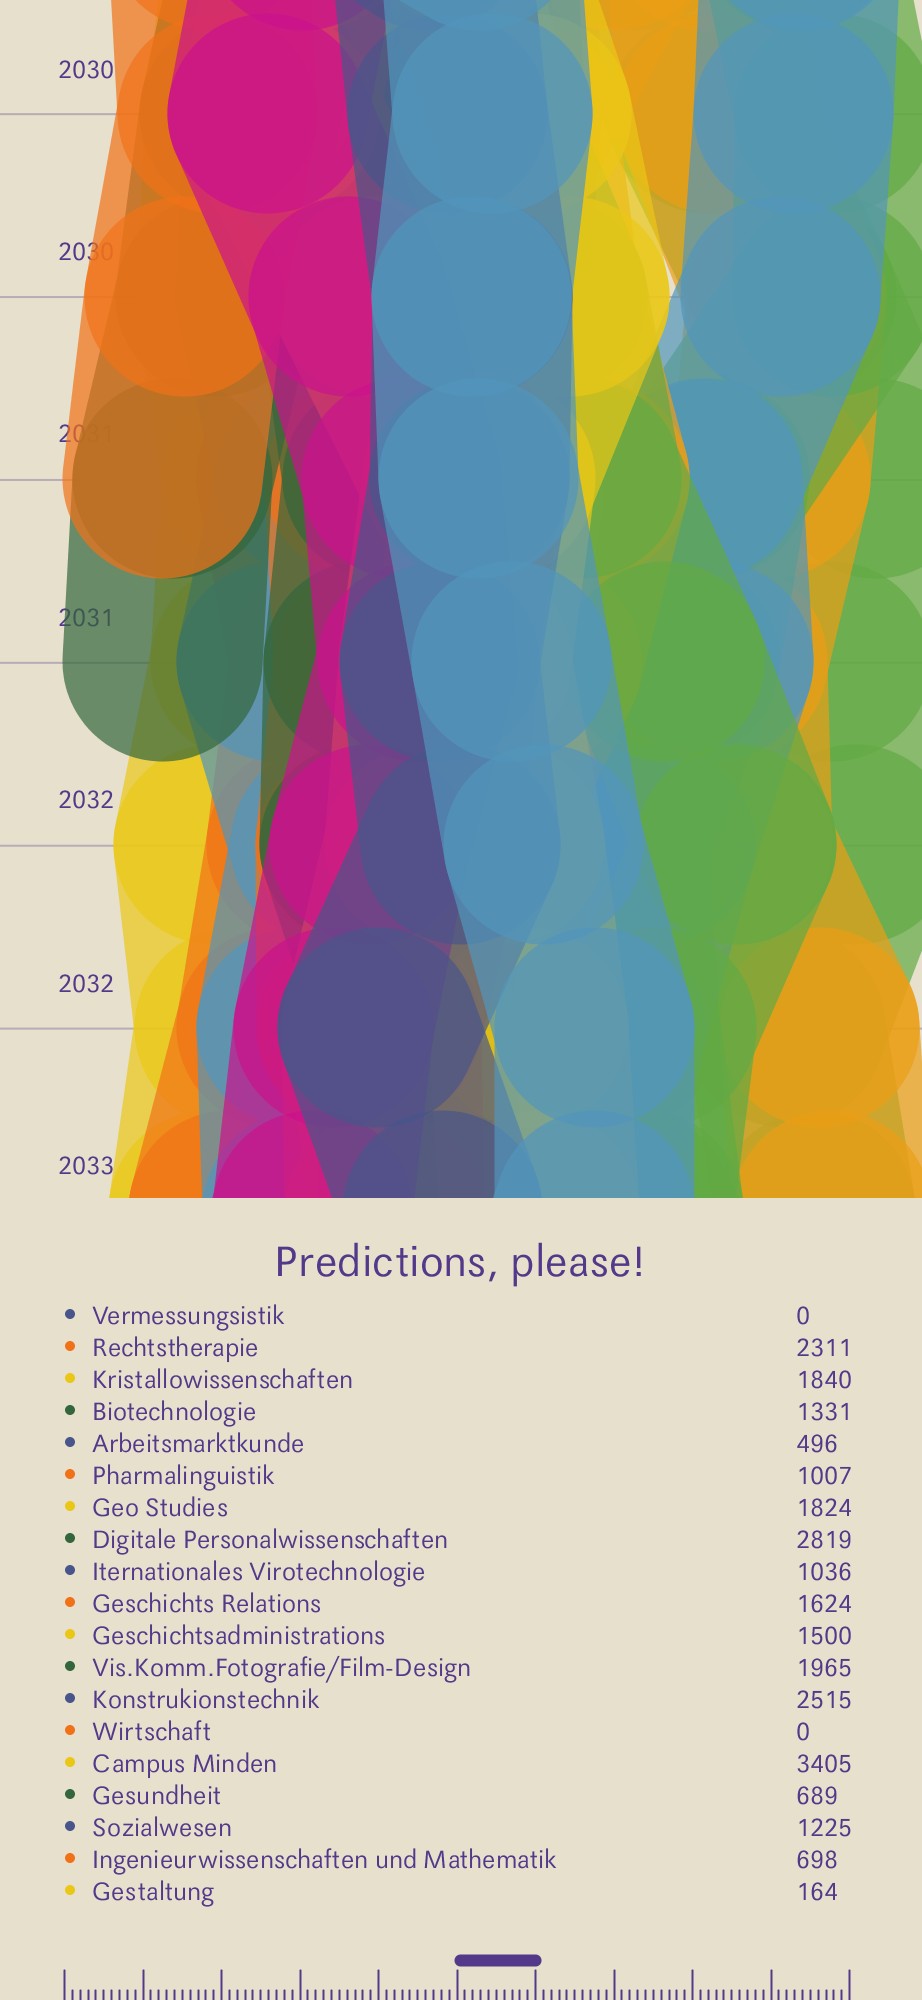 2030
2030
2031
2031
2032
2032
2033
Predictions, please!
Vermessungsistik 0
Rechtstherapie 2311
Kristallowissenschaften 1840
Biotechnologie 1331
Arbeitsmarktkunde 496
Pharmalinguistik 1007
Geo Studies 1824
Digitale Personalwissenschaften 2819
Iternationales Virotechnologie 1036
Geschichts Relations 1624
Geschichtsadministrations 1500
Vis.Komm.Fotografie/Film-Design 1965
Konstrukionstechnik 2515
Wirtschaft 0
Campus Minden 3405
Gesundheit 689
Sozialwesen 1225
Ingenieurwissenschaften und Mathematik 698
Gestaltung 164